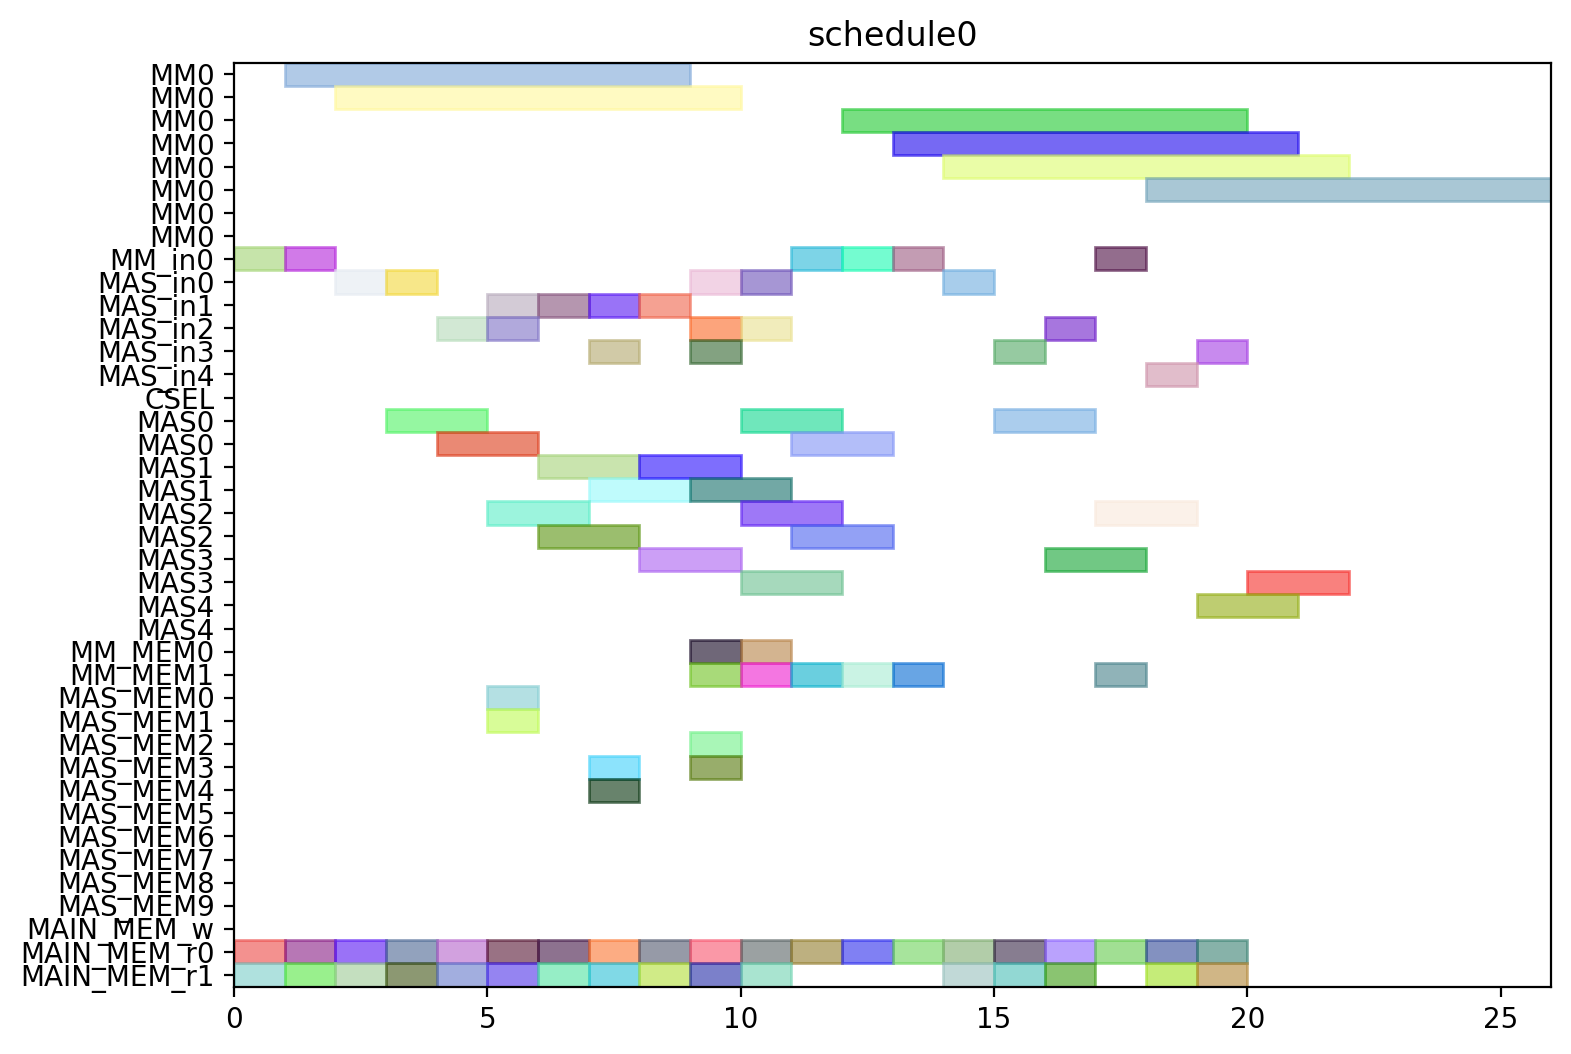 schedule0
MM0
MM0
MM0
MM0
MM0
MM0
MM0
MM0
MM_in0
MAS_in0
MAS_in1
MAS_in2
MAS_in3
MAS_in4
CSEL
MAS0
MAS0
MAS1
MAS1
MAS2
MAS2
MAS3
MAS3
MAS4
MAS4
MM_MEM0
MM_MEM1
MAS_MEM0
MAS_MEM1
MAS_MEM2
MAS_MEM3
MAS_MEM4
MAS_MEM5
MAS_MEM6
MAS_MEM7
MAS_MEM8
MAS_MEM9
MAIN_MEM_w
MAIN_MEM_r0
MAIN_MEM_r1
0 5 10 15 20 25